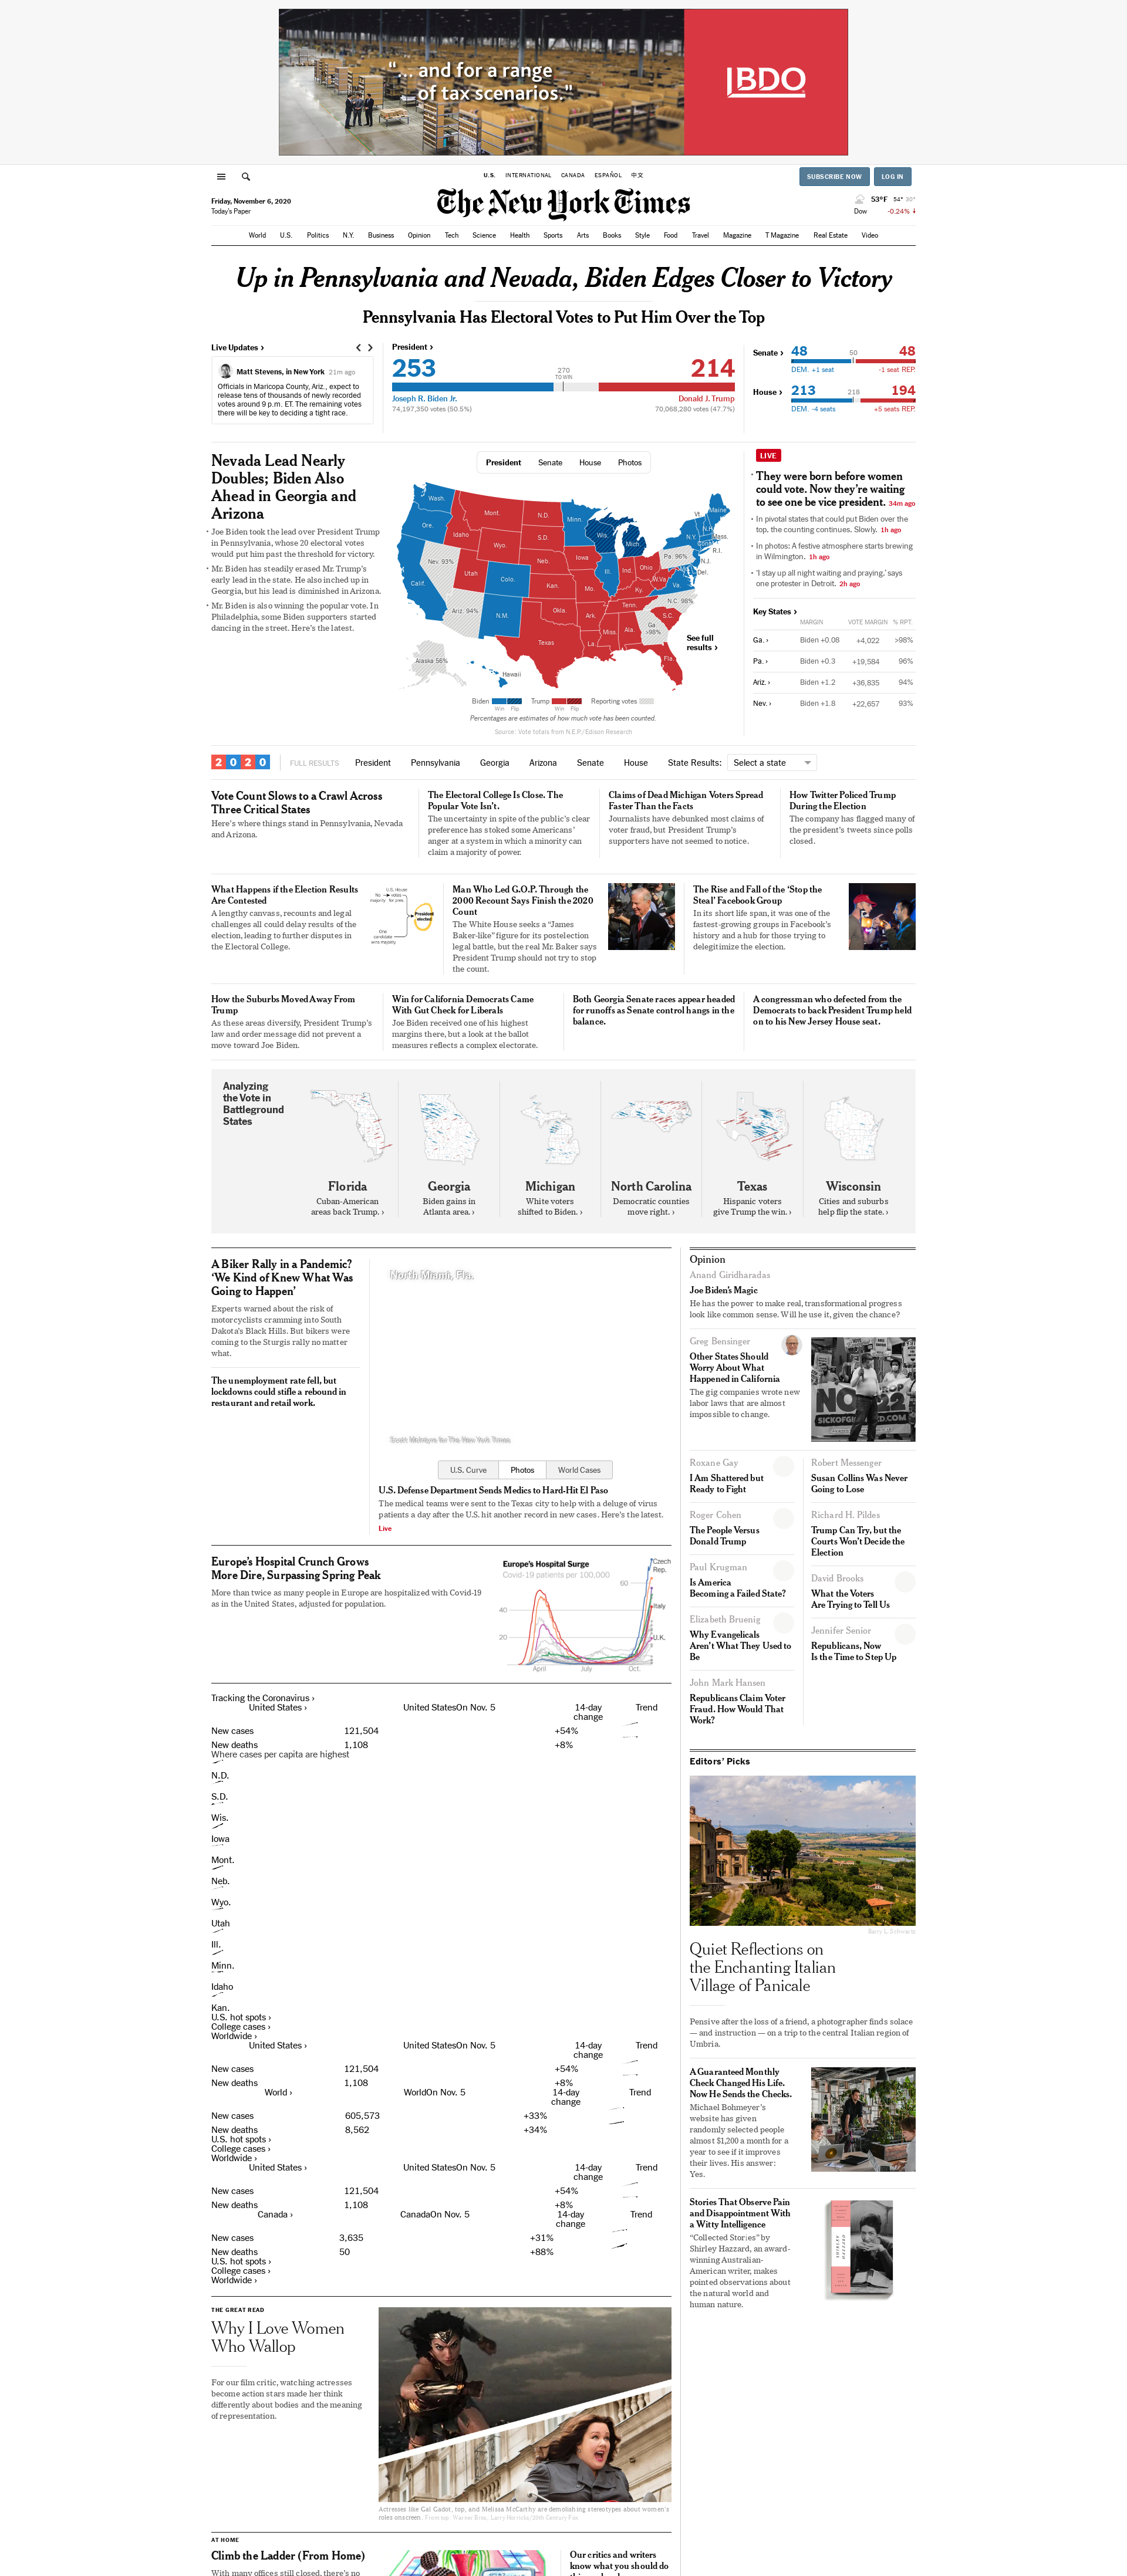 "... and for a range
of tax scenarios."
BDO
U.S. INTERNATIONAL CANADA ESPAÑOL 中文
SUBSCRIBE NOW LOG IN
Friday, November 6, 2020
Today's Paper
The New York Times
53°F 54° 30°
Dow -0.24% ↓
World U.S. Politics N.Y. Business Opinion Tech Science Health Sports Arts Books Style Food Travel Magazine T Magazine Real Estate Video
Up in Pennsylvania and Nevada, Biden Edges Closer to Victory
Pennsylvania Has Electoral Votes to Put Him Over the Top
Live Updates ›
Matt Stevens, in New York 21m ago
Officials in Maricopa County, Ariz., expect to
release tens of thousands of newly recorded
votes around 9 p.m. ET. The remaining votes
there will be key to deciding a tight race.
President ›
253 270 TO WIN 214
Joseph R. Biden Jr. Donald J. Trump
74,197,350 votes (50.5%) 70,068,280 votes (47.7%)
Senate › 48 50 48
DEM. +1 seat -1 seat REP.
House › 213 218 194
DEM. -4 seats +5 seats REP.
Nevada Lead Nearly
Doubles; Biden Also
Ahead in Georgia and
Arizona
Joe Biden took the lead over President Trump
in Pennsylvania, whose 20 electoral votes
would put him past the threshold for victory.
Mr. Biden has steadily erased Mr. Trump's
early lead in the state. He also inched up in
Georgia, but his lead is diminished in Arizona.
Mr. Biden is also winning the popular vote. In
Philadelphia, some Biden supporters started
dancing in the street. Here's the latest.
President Senate House Photos
Wash.
Mont.
N.D.
Minn.
Vt.
Maine
Ore.
Idaho
S.D.
Wis.
Mich.
N.Y.
N.H.
Mass.
Wyo.
R.I.
Nev. 93%
Neb.
Iowa
Pa. 96%
N.J.
Utah
Colo.
Ill.
Ind.
Ohio
Del.
Calif.
Kan.
Mo.
Ky.
W.Va.
Va.
Ariz. 94%
N.M.
Okla.
Ark.
Tenn.
N.C. 98%
S.C.
Texas
La.
Miss.
Ala.
Ga.
>98%
Fla.
Alaska 56%
Hawaii
See full
results ›
Biden Trump Reporting votes
Win Flip Win Flip
Percentages are estimates of how much vote has been counted.
Source: Vote totals from N.E.P./Edison Research
LIVE
They were born before women
could vote. Now they're waiting
to see one be vice president. 34m ago
In pivotal states that could put Biden over the
top, the counting continues. Slowly. 1h ago
In photos: A festive atmosphere starts brewing
in Wilmington. 1h ago
'I stay up all night waiting and praying,' says
one protester in Detroit. 2h ago
Key States ›
MARGIN VOTE MARGIN % RPT.
Ga. › Biden +0.08 +4,022 >98%
Pa. › Biden +0.3 +19,584 96%
Ariz. › Biden +1.2 +36,835 94%
Nev. › Biden +1.8 +22,657 93%
2020 FULL RESULTS President Pennsylvania Georgia Arizona Senate House State Results: Select a state
Vote Count Slows to a Crawl Across
Three Critical States
Here's where things stand in Pennsylvania, Nevada
and Arizona.
The Electoral College Is Close. The
Popular Vote Isn't.
The uncertainty in spite of the public's clear
preference has stoked some Americans'
anger at a system in which a minority can
claim a majority of power.
Claims of Dead Michigan Voters Spread
Faster Than the Facts
Journalists have debunked most claims of
voter fraud, but President Trump's
supporters have not seemed to notice.
How Twitter Policed Trump
During the Election
The company has flagged many of
the president's tweets since polls
closed.
What Happens if the Election Results
Are Contested
A lengthy canvass, recounts and legal
challenges all could delay results of the
election, leading to further disputes in
the Electoral College.
U.S. House
No votes
majority for one.
President
elected
One
candidate
wins majority.
Man Who Led G.O.P. Through the
2000 Recount Says Finish the 2020
Count
The White House seeks a "James
Baker-like" figure for its postelection
legal battle, but the real Mr. Baker says
President Trump should not try to stop
the count.
The Rise and Fall of the 'Stop the
Steal' Facebook Group
In its short life span, it was one of the
fastest-growing groups in Facebook's
history and a hub for those trying to
delegitimize the election.
How the Suburbs Moved Away From
Trump
As these areas diversify, President Trump's
law and order message did not prevent a
move toward Joe Biden.
Win for California Democrats Came
With Gut Check for Liberals
Joe Biden received one of his highest
margins there, but a look at the ballot
measures reflects a complex electorate.
Both Georgia Senate races appear headed
for runoffs as Senate control hangs in the
balance.
A congressman who defected from the
Democrats to back President Trump held
on to his New Jersey House seat.
Analyzing
the Vote in
Battleground
States
Florida
Cuban-American
areas back Trump. ›
Georgia
Biden gains in
Atlanta area. ›
Michigan
White voters
shifted to Biden. ›
North Carolina
Democratic counties
move right. ›
Texas
Hispanic voters
give Trump the win. ›
Wisconsin
Cities and suburbs
help flip the state. ›
A Biker Rally in a Pandemic?
'We Kind of Knew What Was
Going to Happen'
Experts warned about the risk of
motorcyclists cramming into South
Dakota's Black Hills. But bikers were
coming to the Sturgis rally no matter
what.
The unemployment rate fell, but
lockdowns could stifle a rebound in
restaurant and retail work.
North Miami, Fla.
Scott McIntyre for The New York Times
U.S. Curve Photos World Cases
U.S. Defense Department Sends Medics to Hard-Hit El Paso
The medical teams were sent to the Texas city to help with a deluge of virus
patients a day after the U.S. hit another record in new cases. Here's the latest.
Live
Europe's Hospital Crunch Grows
More Dire, Surpassing Spring Peak
More than twice as many people in Europe are hospitalized with Covid-19
as in the United States, adjusted for population.
Europe's Hospital Surge
Covid-19 patients per 100,000
Czech
Rep.
60
Italy
40
U.K.
20
April July Oct.
Tracking the Coronavirus ›
United States › United StatesOn Nov. 5 14-day
change Trend
New cases 121,504 +54%
New deaths 1,108 +8%
Where cases per capita are highest
N.D.
S.D.
Wis.
Iowa
Mont.
Neb.
Wyo.
Utah
Ill.
Minn.
Idaho
Kan.
U.S. hot spots ›
College cases ›
Worldwide ›
United States › United StatesOn Nov. 5 14-day
change Trend
New cases 121,504 +54%
New deaths 1,108 +8%
World › WorldOn Nov. 5 14-day
change Trend
New cases 605,573 +33%
New deaths 8,562 +34%
U.S. hot spots ›
College cases ›
Worldwide ›
United States › United StatesOn Nov. 5 14-day
change Trend
New cases 121,504 +54%
New deaths 1,108 +8%
Canada › CanadaOn Nov. 5 14-day
change Trend
New cases 3,635 +31%
New deaths 50 +88%
U.S. hot spots ›
College cases ›
Worldwide ›
THE GREAT READ
Why I Love Women
Who Wallop
For our film critic, watching actresses
become action stars made her think
differently about bodies and the meaning
of representation.
Actresses like Gal Gadot, top, and Melissa McCarthy are demolishing stereotypes about women's
roles onscreen. From top: Warner Bros.; Larry Horricks/20th Century Fox
AT HOME
Climb the Ladder (From Home)
With many offices still closed, there's no
Our critics and writers
know what you should do
Opinion
Anand Giridharadas
Joe Biden's Magic
He has the power to make real, transformational progress
look like common sense. Will he use it, given the chance?
Greg Bensinger
Other States Should
Worry About What
Happened in California
The gig companies wrote new
labor laws that are almost
impossible to change.
NO 22
Roxane Gay
I Am Shattered but
Ready to Fight
Roger Cohen
The People Versus
Donald Trump
Paul Krugman
Is America
Becoming a Failed State?
Elizabeth Bruenig
Why Evangelicals
Aren't What They Used to
Be
John Mark Hansen
Republicans Claim Voter
Fraud. How Would That
Work?
Robert Messenger
Susan Collins Was Never
Going to Lose
Richard H. Pildes
Trump Can Try, but the
Courts Won't Decide the
Election
David Brooks
What the Voters
Are Trying to Tell Us
Jennifer Senior
Republicans, Now
Is the Time to Step Up
Editors' Picks
Barry L. Schwartz
Quiet Reflections on
the Enchanting Italian
Village of Panicale
Pensive after the loss of a friend, a photographer finds solace
— and instruction — on a trip to the central Italian region of
Umbria.
A Guaranteed Monthly
Check Changed His Life.
Now He Sends the Checks.
Michael Bohmeyer's
website has given
randomly selected people
almost $1,200 a month for a
year to see if it improves
their lives. His answer:
Yes.
Stories That Observe Pain
and Disappointment With
a Witty Intelligence
"Collected Stories" by
Shirley Hazzard, an award-
winning Australian-
American writer, makes
pointed observations about
the natural world and
human nature.
SHIRLEY HAZZARD